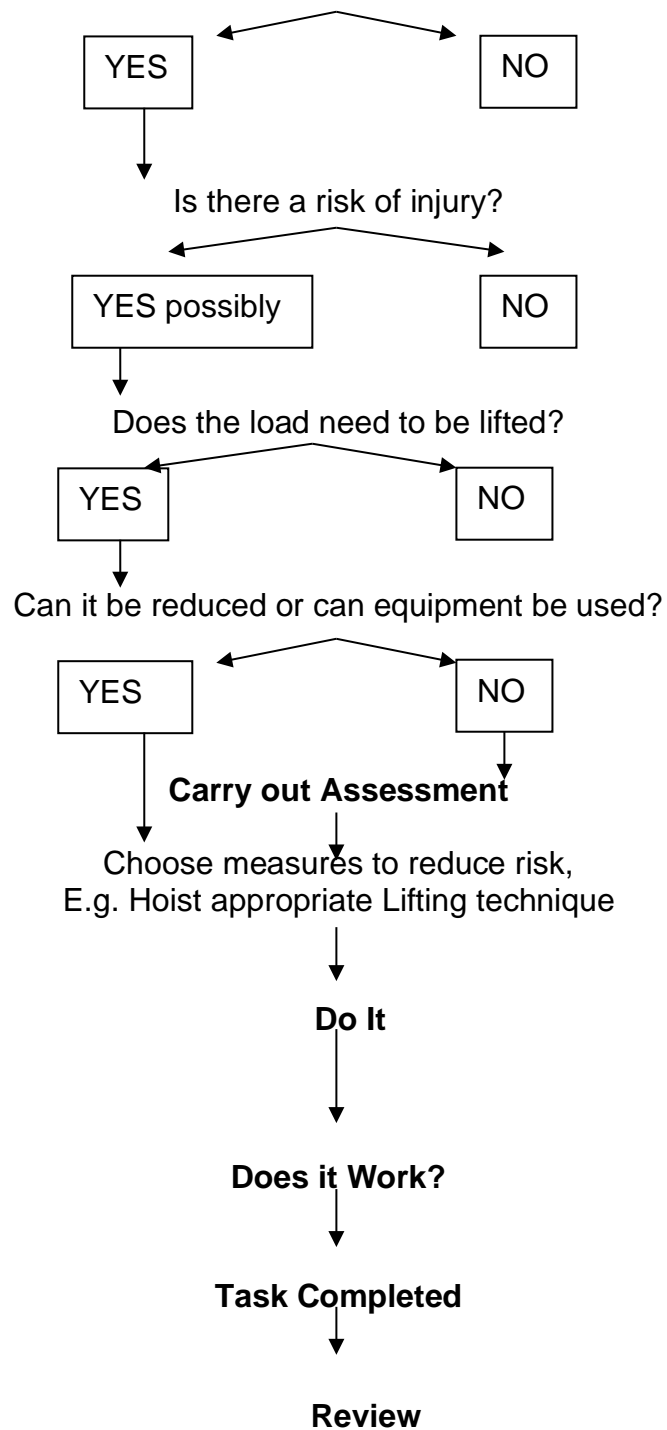 YES NO
Is there a risk of injury?
YES possibly NO
Does the load need to be lifted?
YES NO
Can it be reduced or can equipment be used?
YES NO
Carry out Assessment
Choose measures to reduce risk,
E.g. Hoist appropriate Lifting technique
Do It
Does it Work?
Task Completed
Review